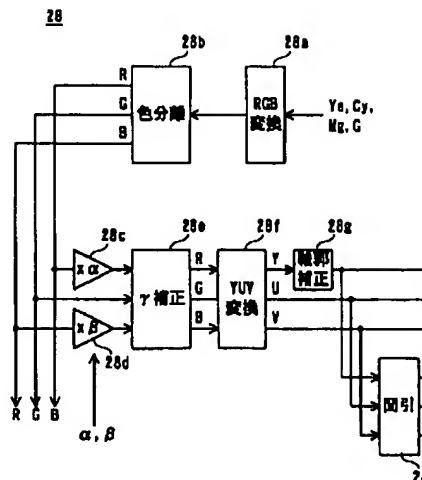 28
28b
28a
R
G
B
色分離
RGB
変換
Ye, Cy,
Mg, G
28c
28e
28f
28g
×α
γ補正
R
G
B
YUV
変換
Y
U
V
輪郭
補正
×β
28d
間引
R G B
α, β